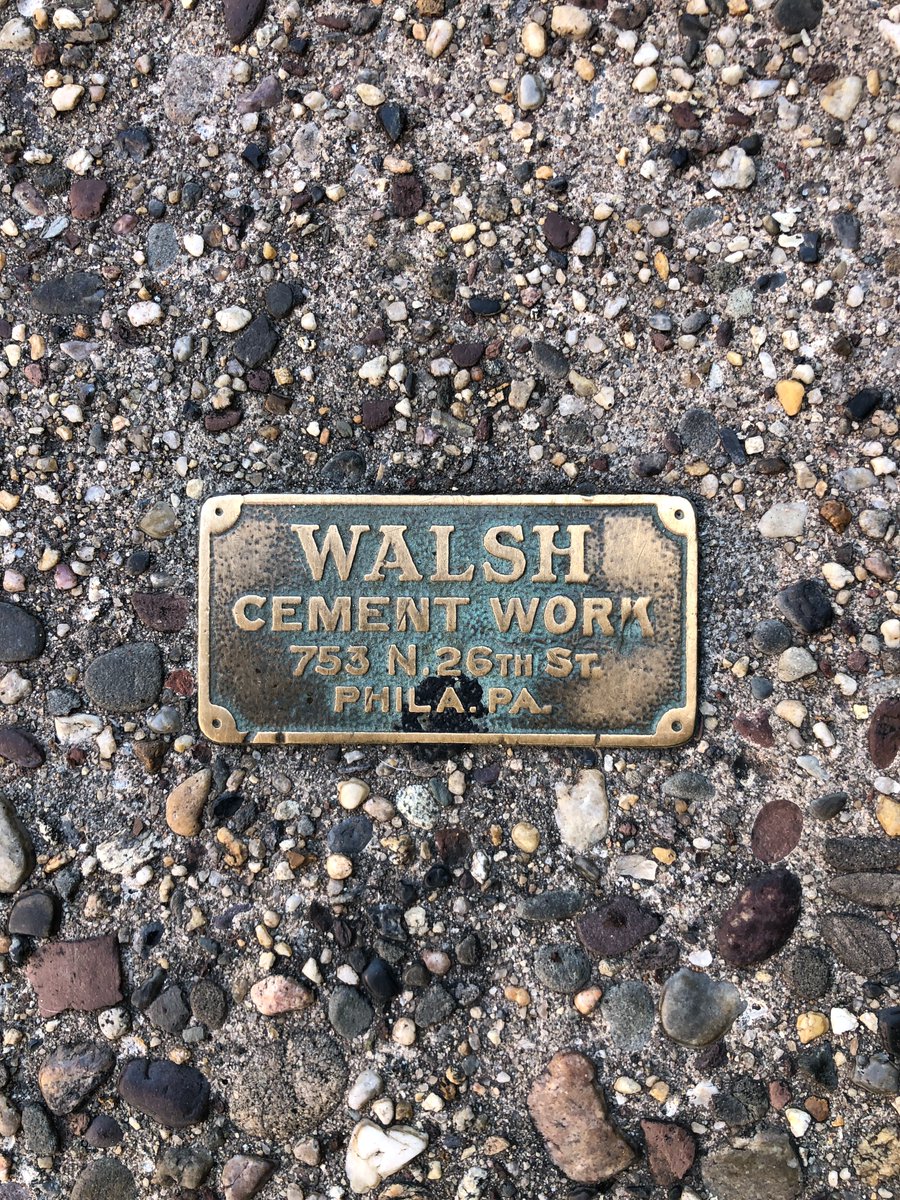 WALSH
CEMENT WORK
753 N. 26TH ST.
PHILA. PA.